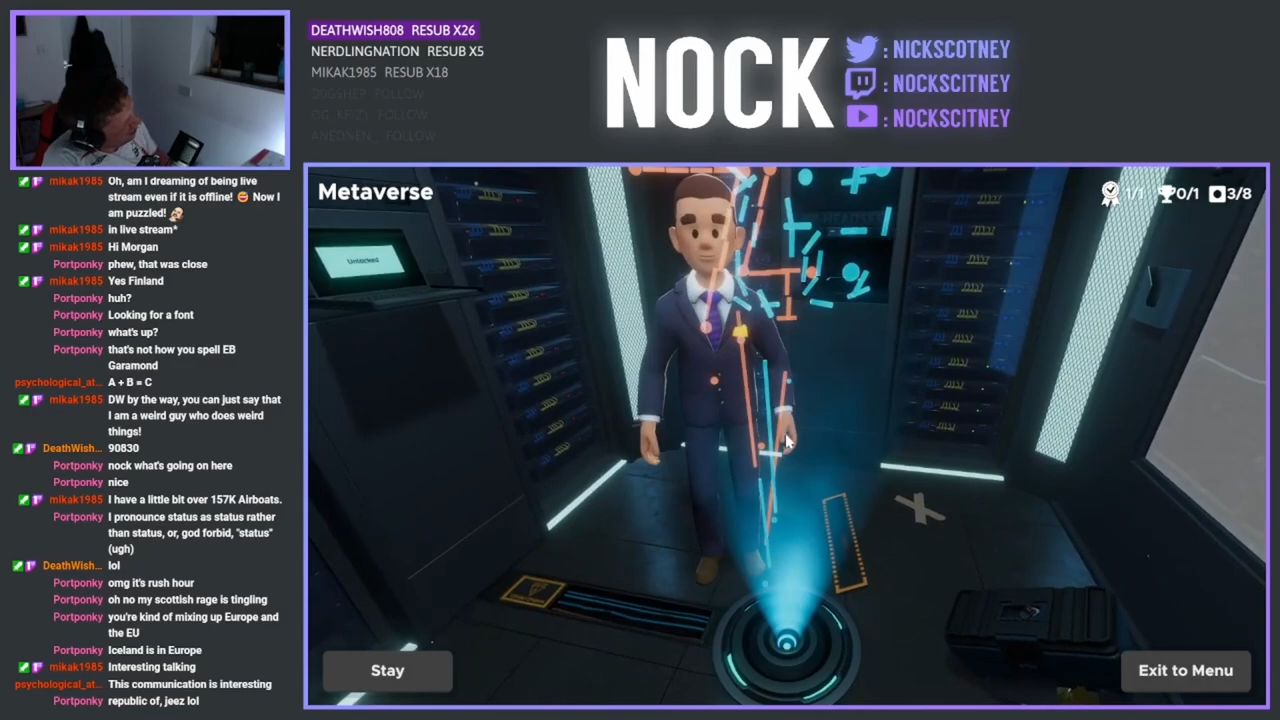 DEATHWISH808 RESUB X26
NERDLINGNATION RESUB X5
MIKAK1985 RESUB X18
NOCK
: NICKSCOTNEY
: NOCKSCITNEY
: NOCKSCITNEY
mikak1985 Oh, am I dreaming of being live
stream even if it is offline! Now I
am puzzled!
mikak1985 In live stream*
mikak1985 Hi Morgan
Portponky phew, that was close
mikak1985 Yes Finland
Portponky huh?
Portponky Looking for a font
Portponky what's up?
Portponky that's not how you spell EB
Garamond
psychological_at... A + B = C
mikak1985 DW by the way, you can just say that
I am a weird guy who does weird
things!
DeathWish... 90830
Portponky nock what's going on here
Portponky nice
mikak1985 I have a little bit over 157K Airboats.
Portponky I pronounce status as status rather
than status, or, god forbid, "status"
(ugh)
DeathWish... lol
Portponky omg it's rush hour
Portponky oh no my scottish rage is tingling
Portponky you're kind of mixing up Europe and
the EU
Portponky Iceland is in Europe
mikak1985 Interesting talking
psychological_at... This communication is interesting
Portponky republic of, jeez lol
Metaverse
1/1 0/1 3/8
Unlocked
Stay
Exit to Menu